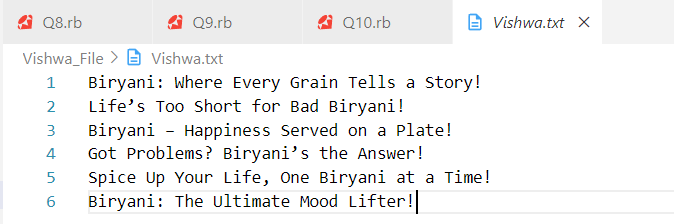 Q8.rb Q9.rb Q10.rb Vishwa.txt
Vishwa_File > Vishwa.txt
1 Biryani: Where Every Grain Tells a Story!
2 Life’s Too Short for Bad Biryani!
3 Biryani – Happiness Served on a Plate!
4 Got Problems? Biryani’s the Answer!
5 Spice Up Your Life, One Biryani at a Time!
6 Biryani: The Ultimate Mood Lifter!